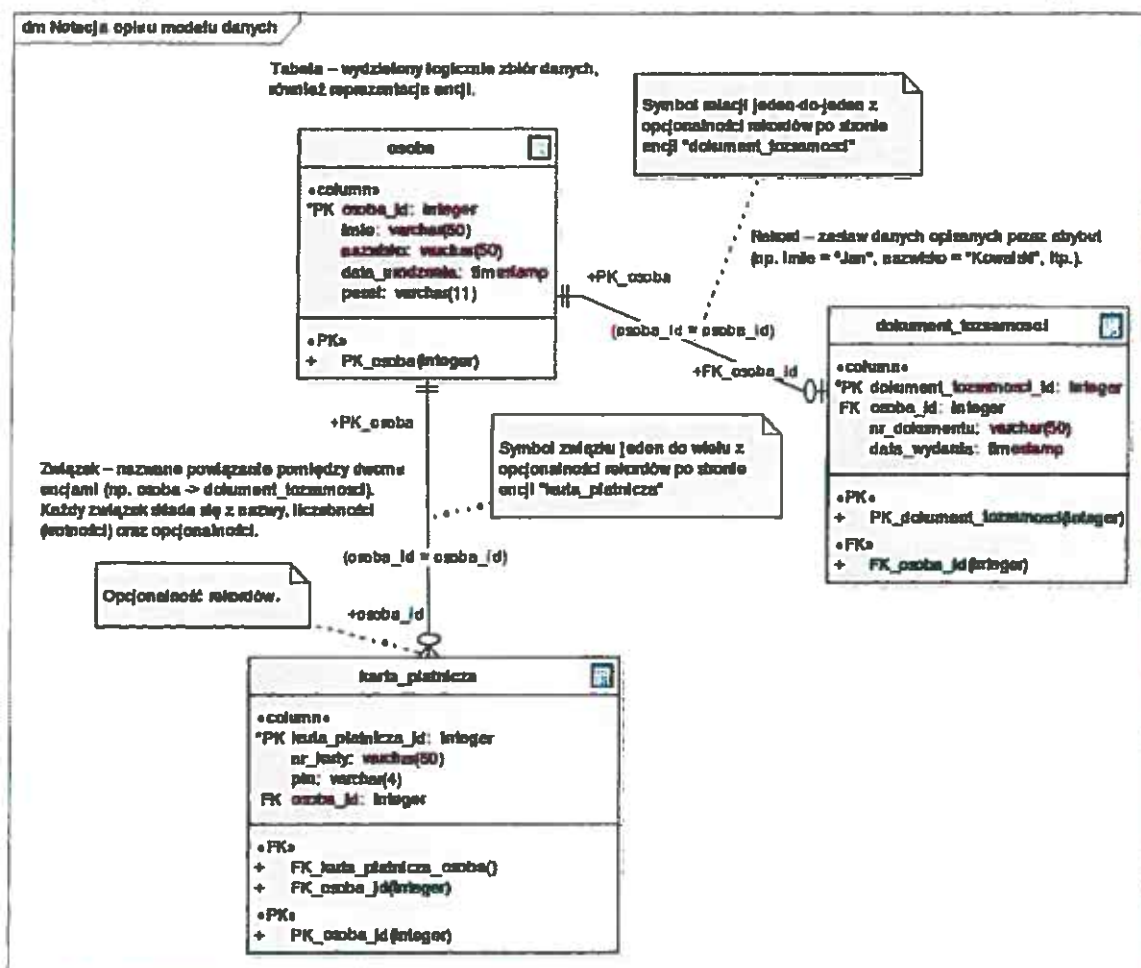 dm Notacja opisu modelu danych
Tabela – wydzielony logicznie zbiór danych,
również reprezentacja encji.
Symbol relacji jeden-do-jeden z
opcjonalności rekordów po stronie
encji "dokument_tozsamosci"
osoba
«column»
*PK osoba_id: integer
imie: varchar(50)
nazwisko: varchar(50)
data_urodzenia: timestamp
pesel: varchar(11)
«PK»
+ PK_osoba(integer)
Rekord – zestaw danych opisanych przez atrybut
(np. imie = "Jan", nazwisko = "Kowalski", itp.).
+PK_osoba
(osoba_id = osoba_id)
+FK_osoba_id
dokument_tozsamosci
«column»
*PK dokument_tozsamosci_id: integer
FK osoba_id: integer
nr_dokumentu: varchar(50)
data_wydania: timestamp
«PK»
+ PK_dokument_tozsamosci(integer)
«FK»
+ FK_osoba_id(integer)
+PK_osoba
Symbol związku jeden do wielu z
opcjonalności rekordów po stronie
encji "karta_platnicza"
Związek – nazwane powiązanie pomiędzy dwoma
encjami (np. osoba -> dokument_tozsamosci).
Każdy związek składa się z nazwy, liczebności
(krotności) oraz opcjonalności.
(osoba_id = osoba_id)
Opcjonalność rekordów.
+osoba_id
karta_platnicza
«column»
*PK karta_platnicza_id: integer
nr_karty: varchar(50)
pin: varchar(4)
FK osoba_id: integer
«FK»
+ FK_karta_platnicza_osoba()
+ FK_osoba_id(integer)
«PK»
+ PK_osoba_id(integer)